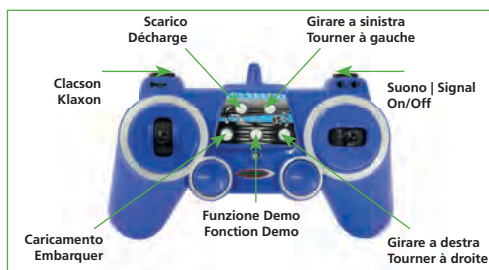 Scarico
Décharge
Girare a sinistra
Tourner à gauche
Clacson
Klaxon
Suono | Signal
On/Off
Caricamento
Embarquer
Funzione Demo
Fonction Demo
Girare a destra
Tourner à droite